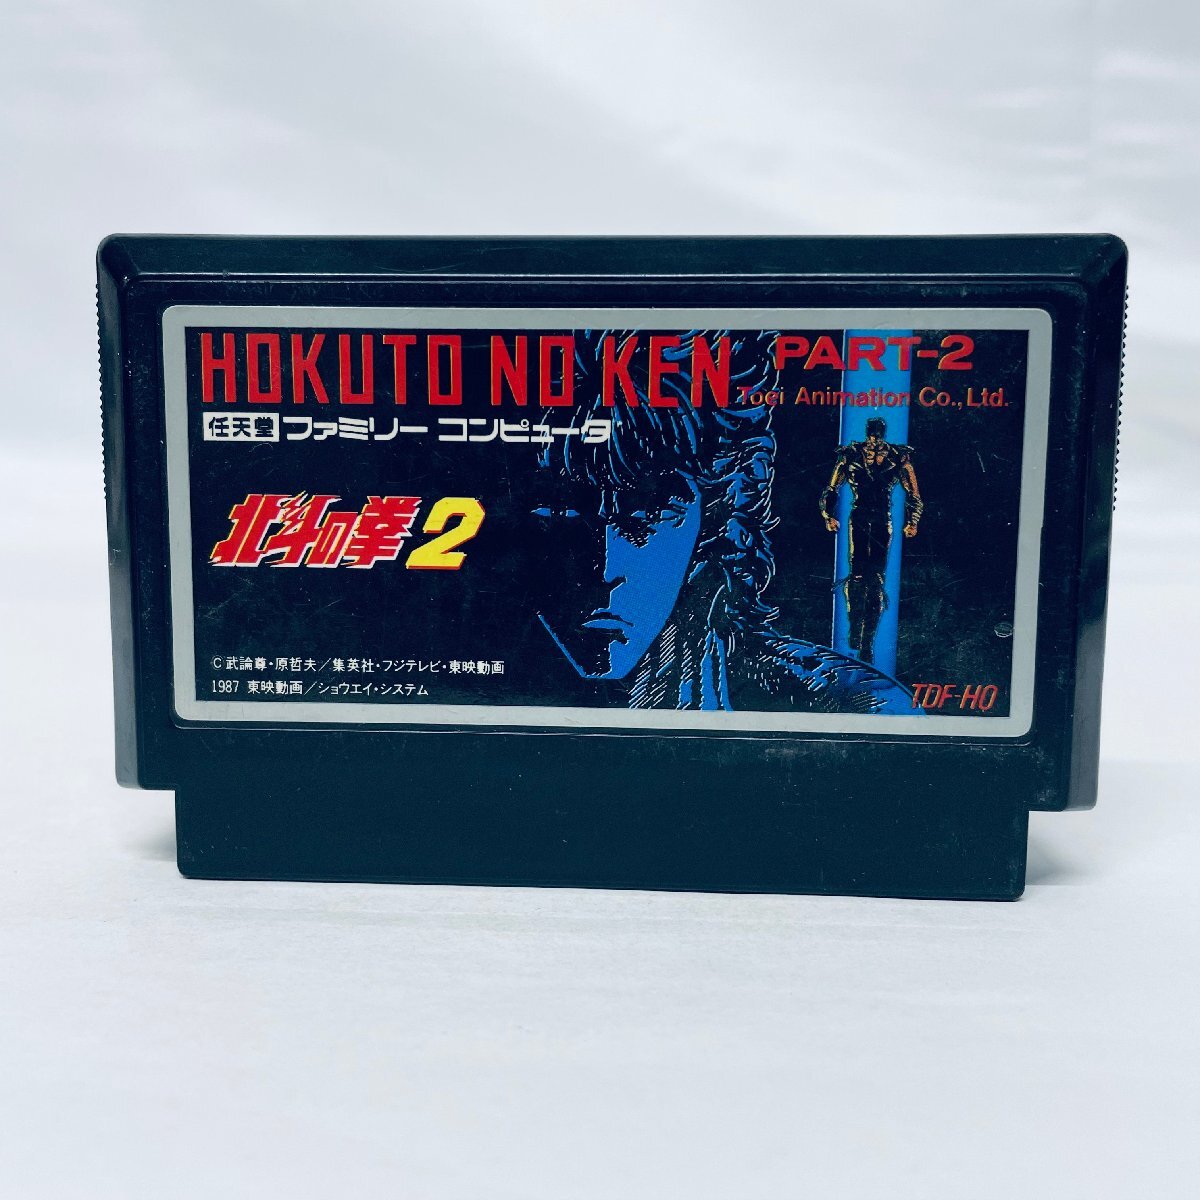 HOKUTO NO KEN PART-2
Toei Animation Co., Ltd.
任天堂 ファミリー コンピュータ
北斗の拳2
©武論尊・原哲夫／集英社・フジテレビ・東映動画
1987 東映動画／ショウエイ・システム
TDF-HO